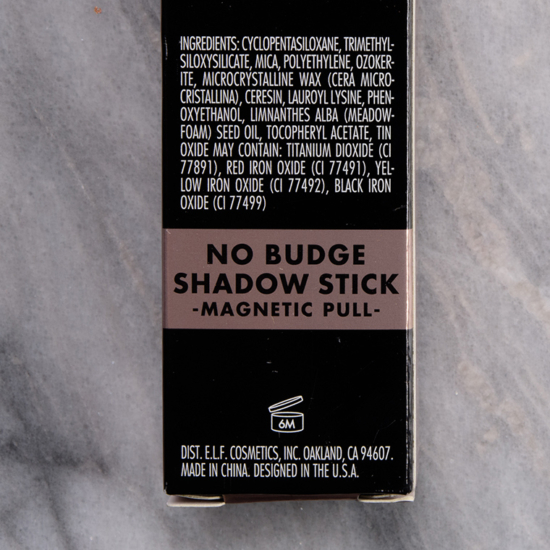 INGREDIENTS: CYCLOPENTASILOXANE, TRIMETHYL-
SILOXYSILICATE, MICA, POLYETHYLENE, OZOKER-
ITE, MICROCRYSTALLINE WAX (CERA MICRO-
CRISTALLINA), CERESIN, LAUROYL LYSINE, PHEN-
OXYETHANOL, LIMNANTHES ALBA (MEADOW-
FOAM) SEED OIL, TOCOPHERYL ACETATE, TIN
OXIDE MAY CONTAIN: TITANIUM DIOXIDE (CI
77891), RED IRON OXIDE (CI 77491), YEL-
LOW IRON OXIDE (CI 77492), BLACK IRON
OXIDE (CI 77499)
NO BUDGE
SHADOW STICK
-MAGNETIC PULL-
6M
DIST. E.L.F. COSMETICS, INC. OAKLAND, CA 94607.
MADE IN CHINA. DESIGNED IN THE U.S.A.